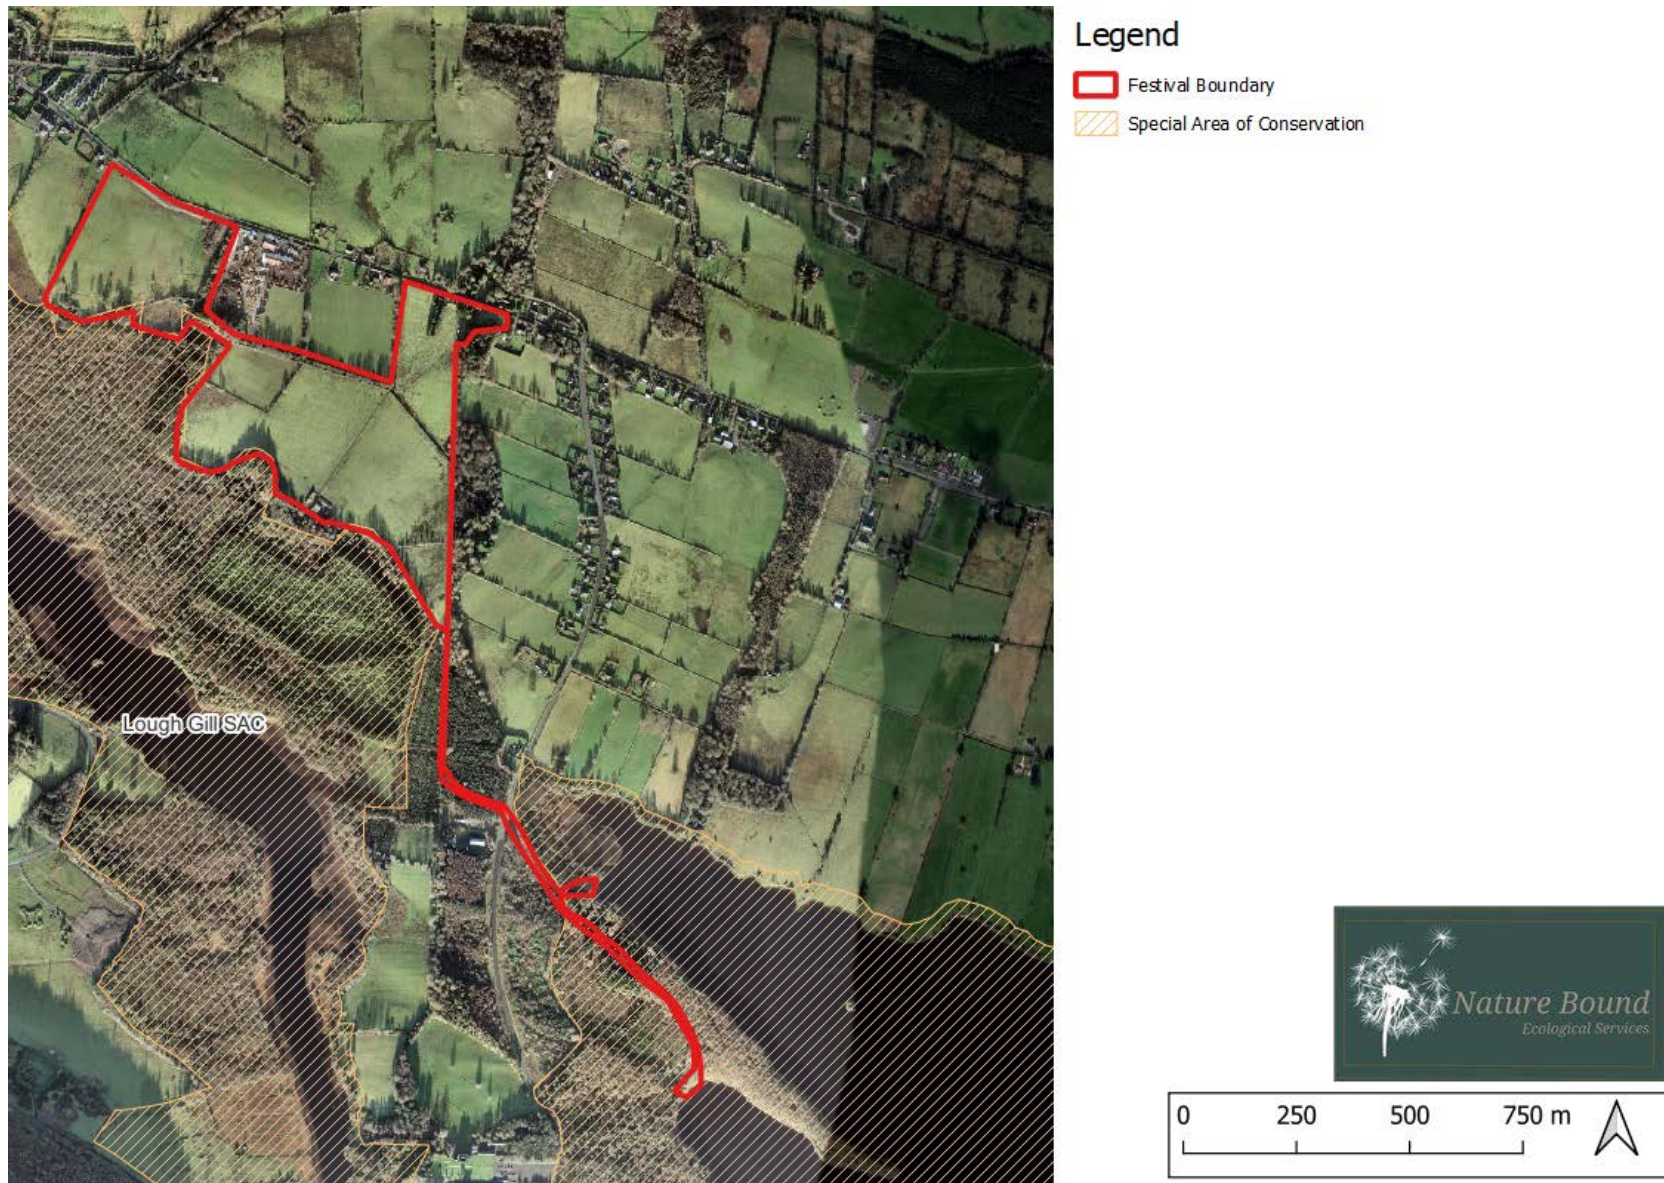 Legend
Festival Boundary
Special Area of Conservation
Lough Gill SAC
Nature Bound
Ecological Services
0 250 500 750 m